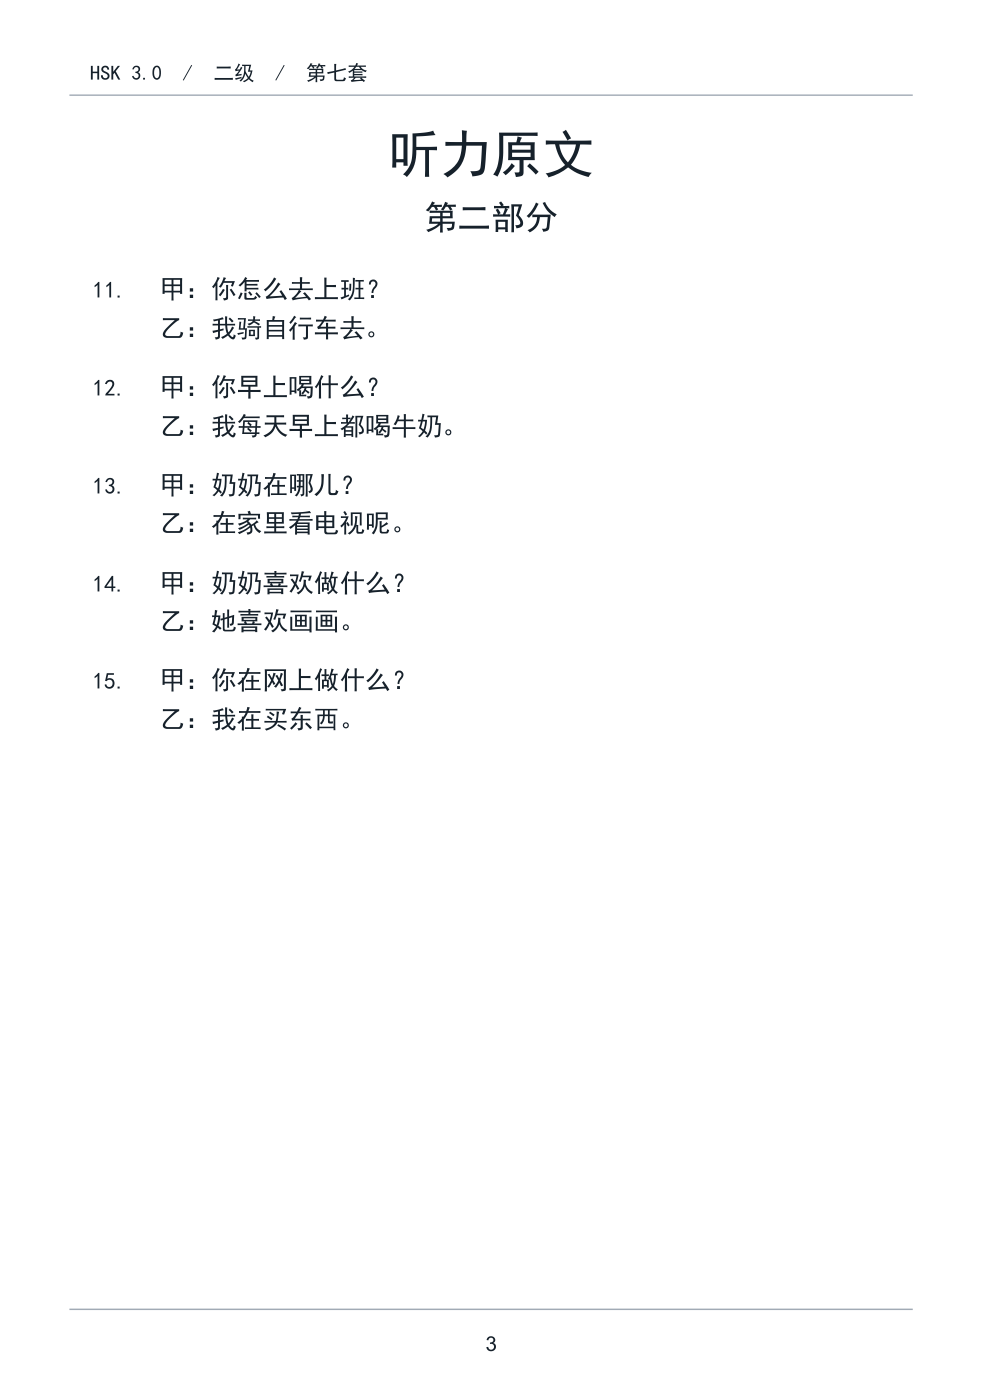 HSK 3.0 / 二级 / 第七套
听力原文
第二部分
11. 甲：你怎么去上班？
乙：我骑自行车去。
12. 甲：你早上喝什么？
乙：我每天早上都喝牛奶。
13. 甲：奶奶在哪儿？
乙：在家里看电视呢。
14. 甲：奶奶喜欢做什么？
乙：她喜欢画画。
15. 甲：你在网上做什么？
乙：我在买东西。
3